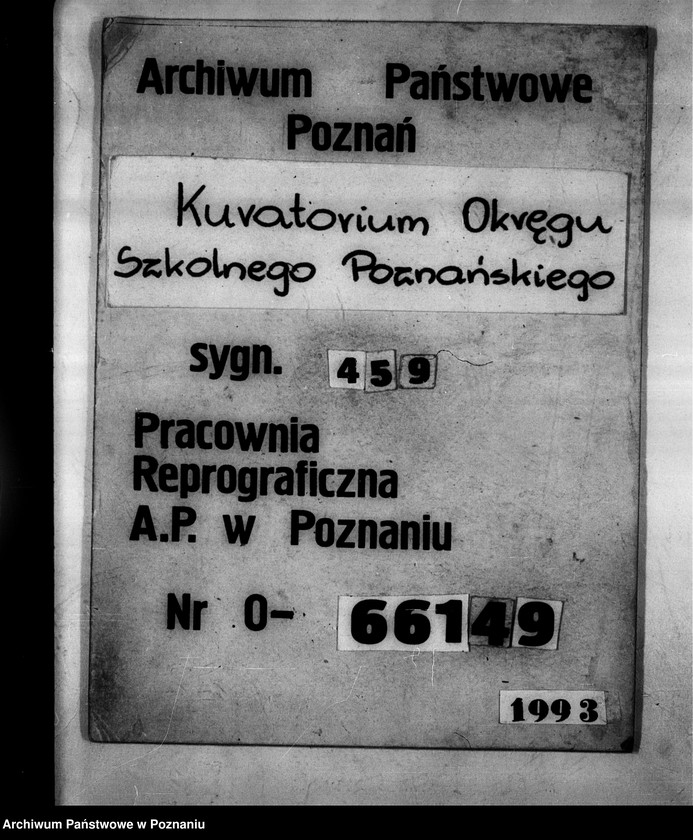 Archiwum Państwowe
Poznań
Kuratorium Okręgu
Szkolnego Poznańskiego
sygn. 459
Pracownia
Reprograficzna
A.P. w Poznaniu
Nr 0- 66149
1993
Archiwum Państwowe w Poznaniu